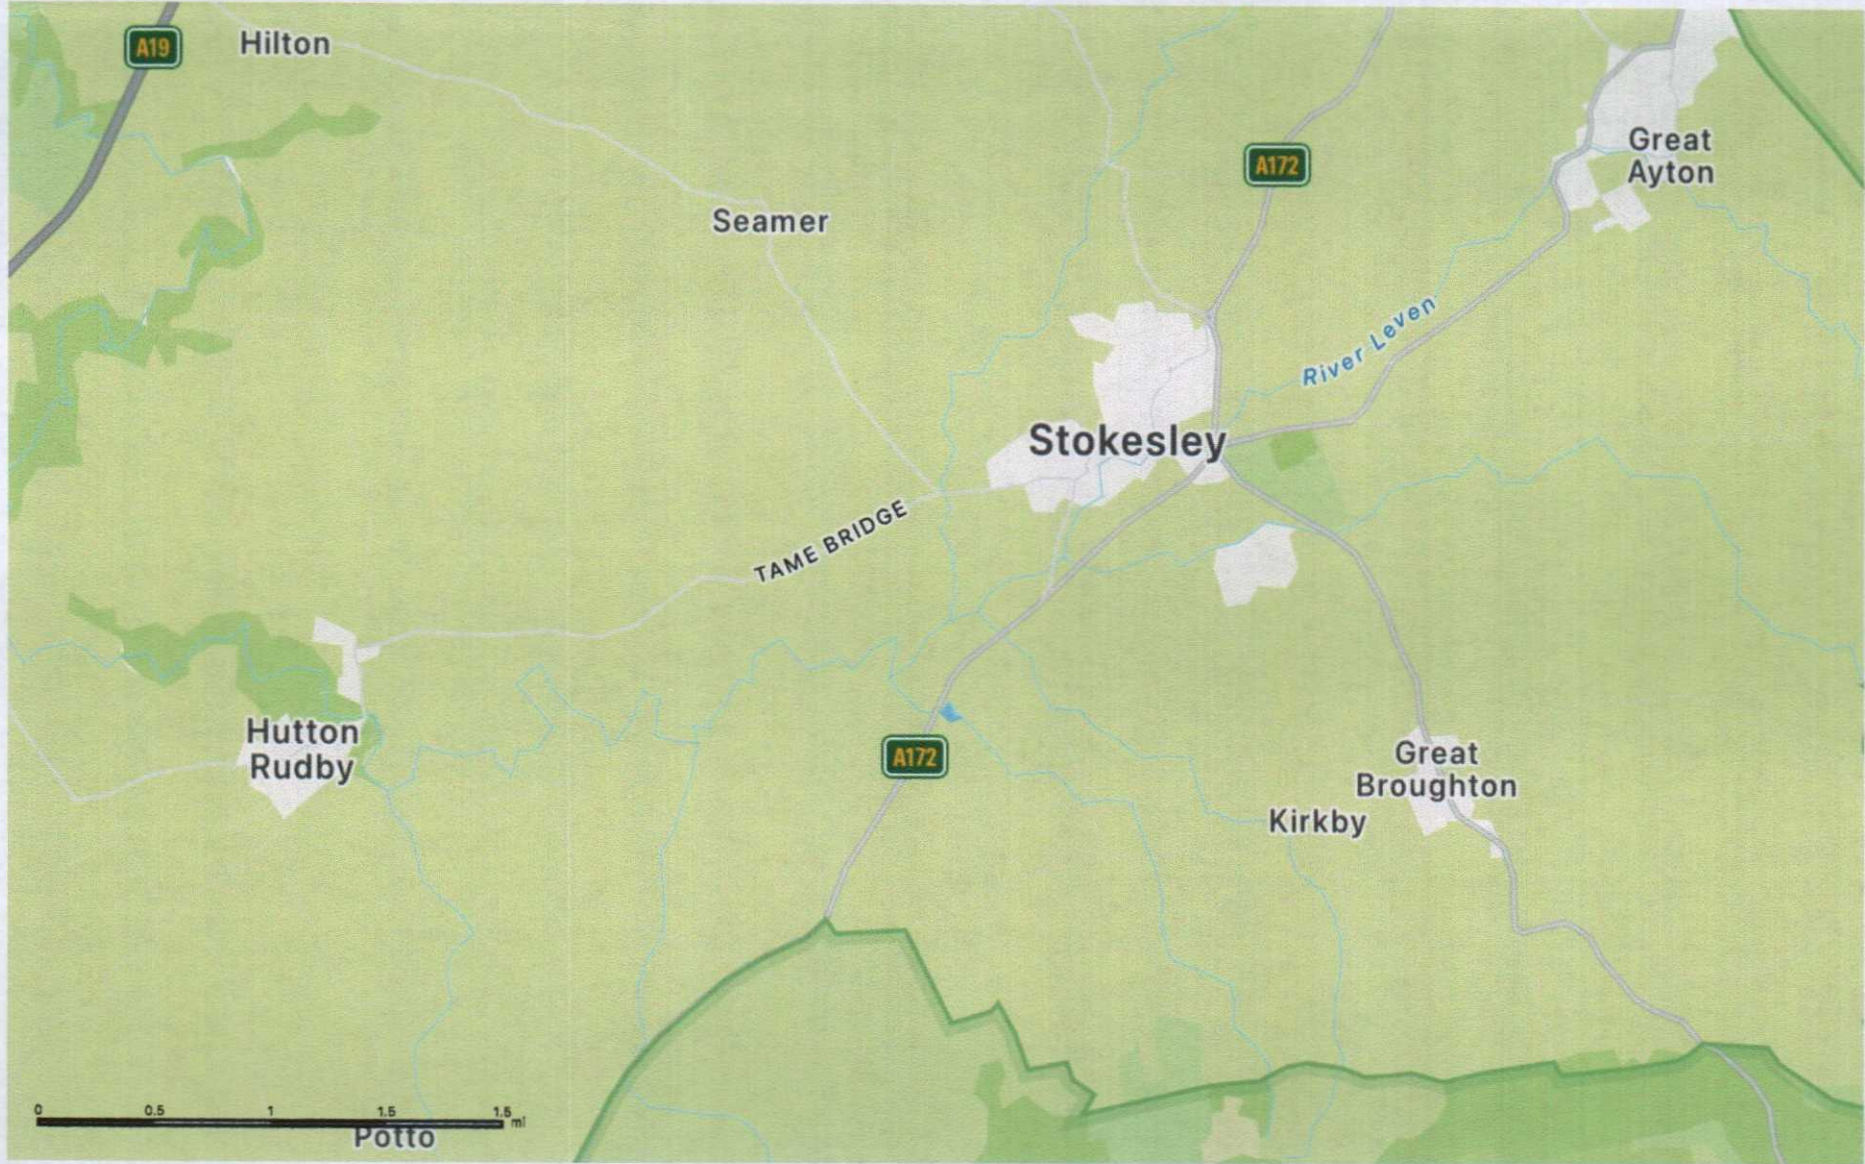 A19
Hilton
A172
Great
Ayton
Seamer
River Leven
Stokesley
TAME BRIDGE
Hutton
Rudby
A172
Great
Broughton
Kirkby
0 0.5 1 1.5 1.5 mi
Potto